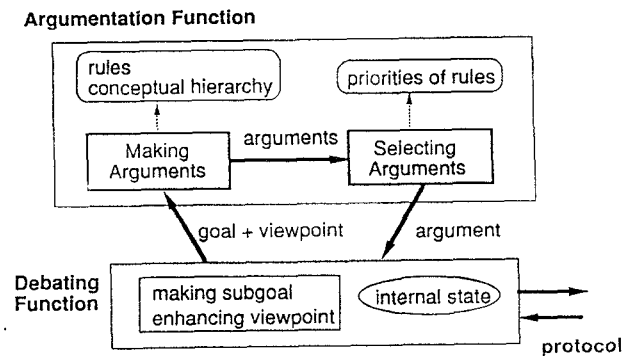 Argumentation Function
rules
conceptual hierarchy
priorities of rules
Making
Arguments
arguments
Selecting
Arguments
goal + viewpoint
argument
Debating
Function
making subgoal
enhancing viewpoint
internal state
protocol